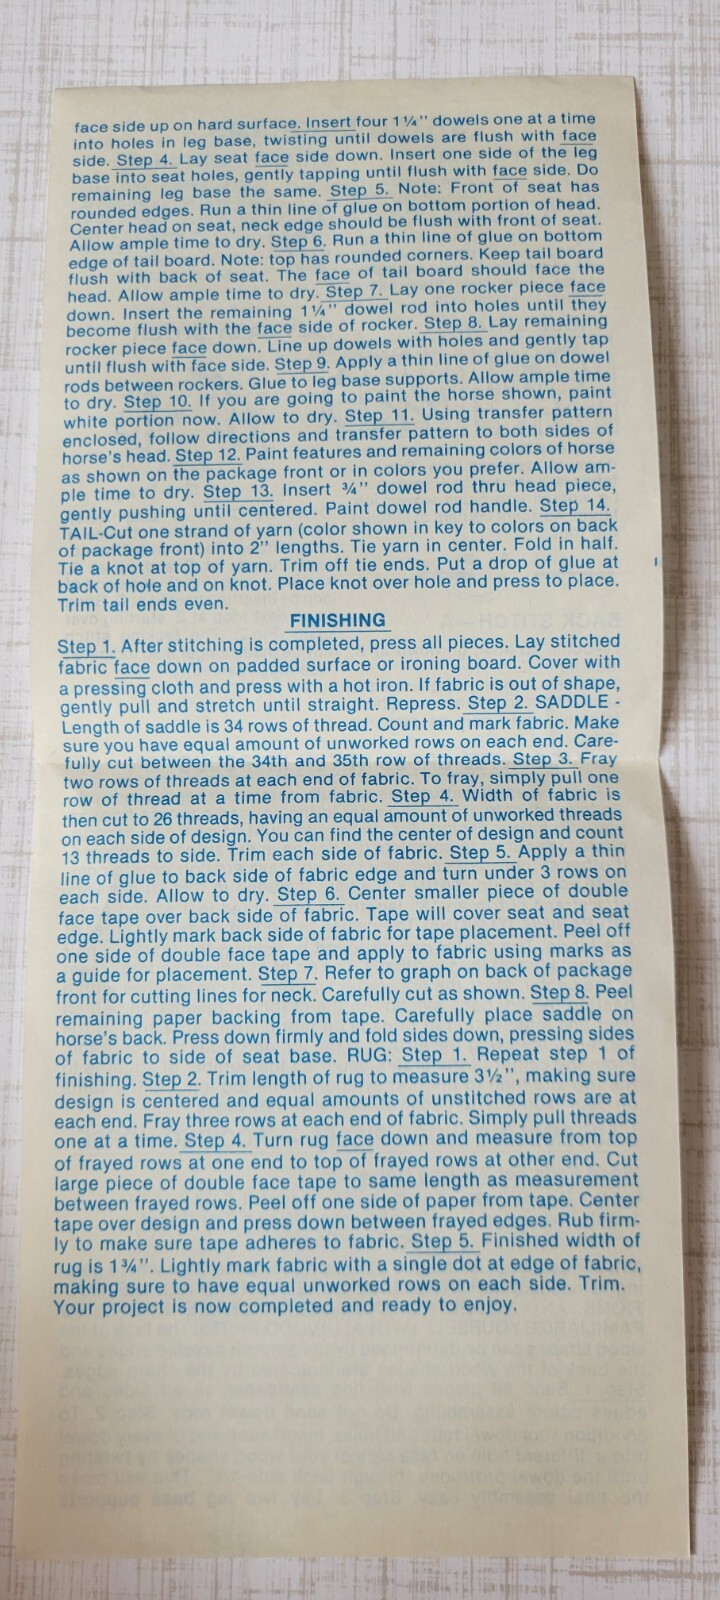 face side up on hard surface. Insert four 1¼" dowels one at a time
into holes in leg base, twisting until dowels are flush with face
side. Step 4. Lay seat face side down. Insert one side of the leg
base into seat holes, gently tapping until flush with face side. Do
remaining leg base the same. Step 5. Note: Front of seat has
rounded edges. Run a thin line of glue on bottom portion of head.
Center head on seat, neck edge should be flush with front of seat.
Allow ample time to dry. Step 6. Run a thin line of glue on bottom
edge of tail board. Note: top has rounded corners. Keep tail board
flush with back of seat. The face of tail board should face the
head. Allow ample time to dry. Step 7. Lay one rocker piece face
down. Insert the remaining 1¼" dowel rod into holes until they
become flush with the face side of rocker. Step 8. Lay remaining
rocker piece face down. Line up dowels with holes and gently tap
until flush with face side. Step 9. Apply a thin line of glue on dowel
rods between rockers. Glue to leg base supports. Allow ample time
to dry. Step 10. If you are going to paint the horse shown, paint
white portion now. Allow to dry. Step 11. Using transfer pattern
enclosed, follow directions and transfer pattern to both sides of
horse's head. Step 12. Paint features and remaining colors of horse
as shown on the package front or in colors you prefer. Allow am-
ple time to dry. Step 13. Insert ¾" dowel rod thru head piece,
gently pushing until centered. Paint dowel rod handle. Step 14.
TAIL-Cut one strand of yarn (color shown in key to colors on back
of package front) into 2" lengths. Tie yarn in center. Fold in half.
Tie a knot at top of yarn. Trim off tie ends. Put a drop of glue at
back of hole and on knot. Place knot over hole and press to place.
Trim tail ends even.
FINISHING
Step 1. After stitching is completed, press all pieces. Lay stitched
fabric face down on padded surface or ironing board. Cover with
a pressing cloth and press with a hot iron. If fabric is out of shape,
gently pull and stretch until straight. Repress. Step 2. SADDLE -
Length of saddle is 34 rows of thread. Count and mark fabric. Make
sure you have equal amount of unworked rows on each end. Care-
fully cut between the 34th and 35th row of threads. Step 3. Fray
two rows of threads at each end of fabric. To fray, simply pull one
row of thread at a time from fabric. Step 4. Width of fabric is
then cut to 26 threads, having an equal amount of unworked threads
on each side of design. You can find the center of design and count
13 threads to side. Trim each side of fabric. Step 5. Apply a thin
line of glue to back side of fabric edge and turn under 3 rows on
each side. Allow to dry. Step 6. Center smaller piece of double
face tape over back side of fabric. Tape will cover seat and seat
edge. Lightly mark back side of fabric for tape placement. Peel off
one side of double face tape and apply to fabric using marks as
a guide for placement. Step 7. Refer to graph on back of package
front for cutting lines for neck. Carefully cut as shown. Step 8. Peel
remaining paper backing from tape. Carefully place saddle on
horse's back. Press down firmly and fold sides down, pressing sides
of fabric to side of seat base. RUG: Step 1. Repeat step 1 of
finishing. Step 2. Trim length of rug to measure 3½", making sure
design is centered and equal amounts of unstitched rows are at
each end. Fray three rows at each end of fabric. Simply pull threads
one at a time. Step 4. Turn rug face down and measure from top
of frayed rows at one end to top of frayed rows at other end. Cut
large piece of double face tape to same length as measurement
between frayed rows. Peel off one side of paper from tape. Center
tape over design and press down between frayed edges. Rub firm-
ly to make sure tape adheres to fabric. Step 5. Finished width of
rug is 1¾". Lightly mark fabric with a single dot at edge of fabric,
making sure to have equal unworked rows on each side. Trim.
Your project is now completed and ready to enjoy.